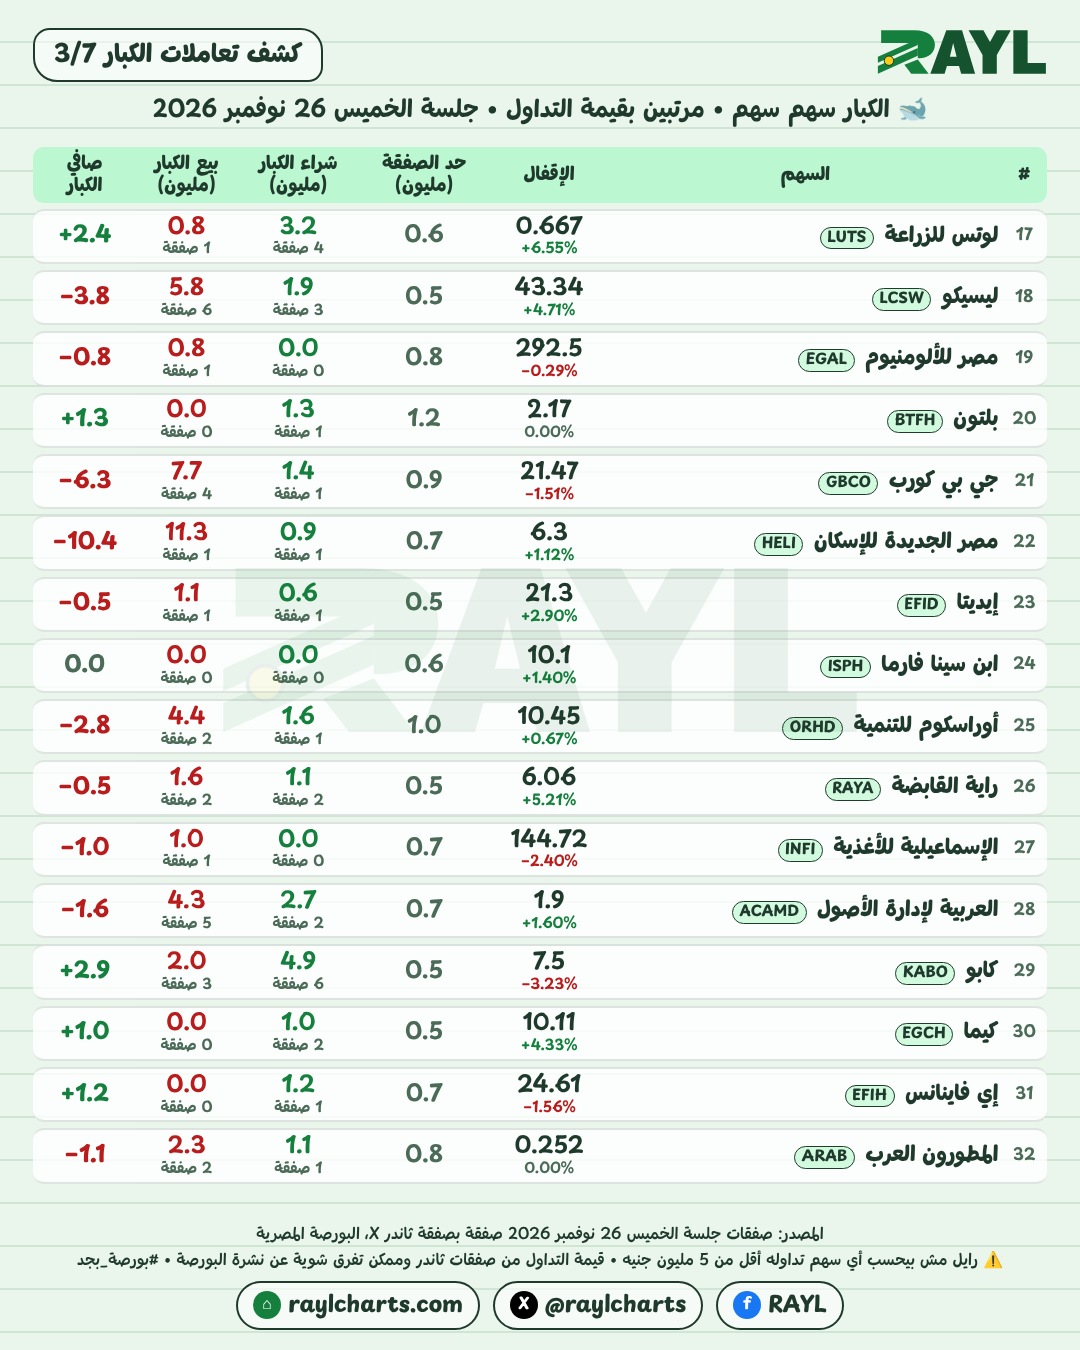 RAYL
كشف تعاملات الكبار 3/7
🐋 الكبار سهم سهم • مرتبين بقيمة التداول • جلسة الخميس 26 نوفمبر 2026
# السهم الإقفال حد الصفقة (مليون) شراء الكبار (مليون) بيع الكبار (مليون) صافي الكبار
17 لوتس للزراعة LUTS 0.667 +6.55% 0.6 3.2 4 صفقة 0.8 1 صفقة +2.4
18 ليسيكو LCSW 43.34 +4.71% 0.5 1.9 3 صفقة 5.8 6 صفقة −3.8
19 مصر للألومنيوم EGAL 292.5 −0.29% 0.8 0.0 0 صفقة 0.8 1 صفقة −0.8
20 بلتون BTFH 2.17 0.00% 1.2 1.3 1 صفقة 0.0 0 صفقة +1.3
21 جي بي كورب GBCO 21.47 −1.51% 0.9 1.4 1 صفقة 7.7 4 صفقة −6.3
22 مصر الجديدة للإسكان HELI 6.3 +1.12% 0.7 0.9 1 صفقة 11.3 1 صفقة −10.4
23 إيديتا EFID 21.3 +2.90% 0.5 0.6 1 صفقة 1.1 1 صفقة −0.5
24 ابن سينا فارما ISPH 10.1 +1.40% 0.6 0.0 0 صفقة 0.0 0 صفقة 0.0
25 أوراسكوم للتنمية ORHD 10.45 +0.67% 1.0 1.6 1 صفقة 4.4 2 صفقة −2.8
26 راية القابضة RAYA 6.06 +5.21% 0.5 1.1 2 صفقة 1.6 2 صفقة −0.5
27 الإسماعيلية للأغذية INFI 144.72 −2.40% 0.7 0.0 0 صفقة 1.0 1 صفقة −1.0
28 العربية لإدارة الأصول ACAMD 1.9 +1.60% 0.7 2.7 2 صفقة 4.3 5 صفقة −1.6
29 كابو KABO 7.5 −3.23% 0.5 4.9 6 صفقة 2.0 3 صفقة +2.9
30 كيما EGCH 10.11 +4.33% 0.5 1.0 2 صفقة 0.0 0 صفقة +1.0
31 إي فاينانس EFIH 24.61 −1.56% 0.7 1.2 1 صفقة 0.0 0 صفقة +1.2
32 المطورون العرب ARAB 0.252 0.00% 0.8 1.1 1 صفقة 2.3 2 صفقة −1.1
المصدر: صفقات جلسة الخميس 26 نوفمبر 2026 صفقة بصفقة ثاندر X، البورصة المصرية
⚠️ رايل مش بيحسب أي سهم تداوله أقل من 5 مليون جنيه • قيمة التداول من صفقات ثاندر وممكن تفرق شوية عن نشرة البورصة • #بورصة_بجد
raylcharts.com @raylcharts RAYL